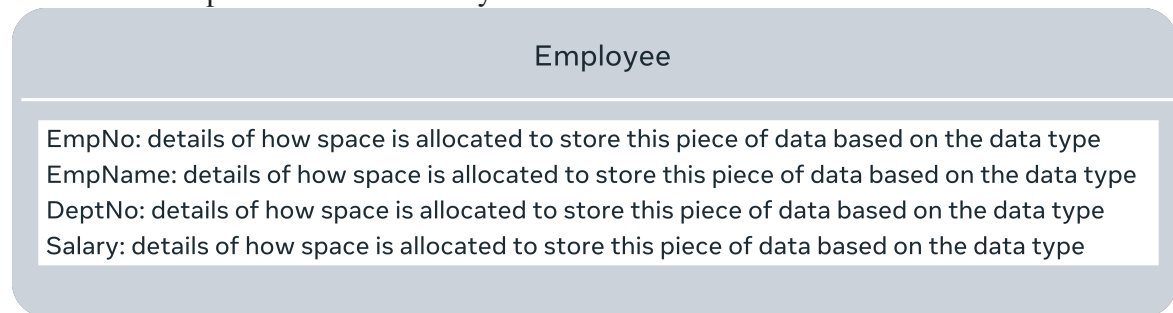 Employee
EmpNo: details of how space is allocated to store this piece of data based on the data type
EmpName: details of how space is allocated to store this piece of data based on the data type
DeptNo: details of how space is allocated to store this piece of data based on the data type
Salary: details of how space is allocated to store this piece of data based on the data type